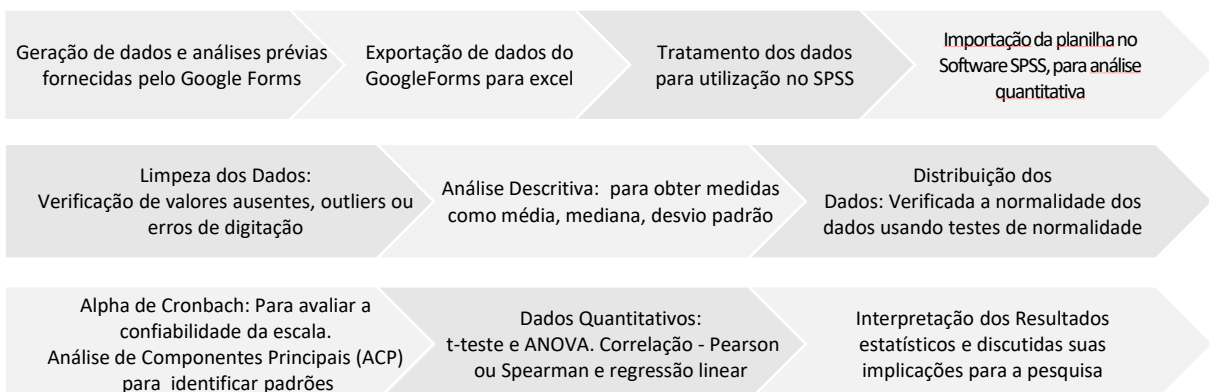 Geração de dados e análises prévias
fornecidas pelo Google Forms
Exportação de dados do
GoogleForms para excel
Tratamento dos dados
para utilização no SPSS
Importação da planilha no
Software SPSS, para análise
quantitativa
Limpeza dos Dados:
Verificação de valores ausentes, outliers ou
erros de digitação
Análise Descritiva: para obter medidas
como média, mediana, desvio padrão
Distribuição dos
Dados: Verificada a normalidade dos
dados usando testes de normalidade
Alpha de Cronbach: Para avaliar a
confiabilidade da escala.
Análise de Componentes Principais (ACP)
para identificar padrões
Dados Quantitativos:
t-teste e ANOVA. Correlação - Pearson
ou Spearman e regressão linear
Interpretação dos Resultados
estatísticos e discutidas suas
implicações para a pesquisa